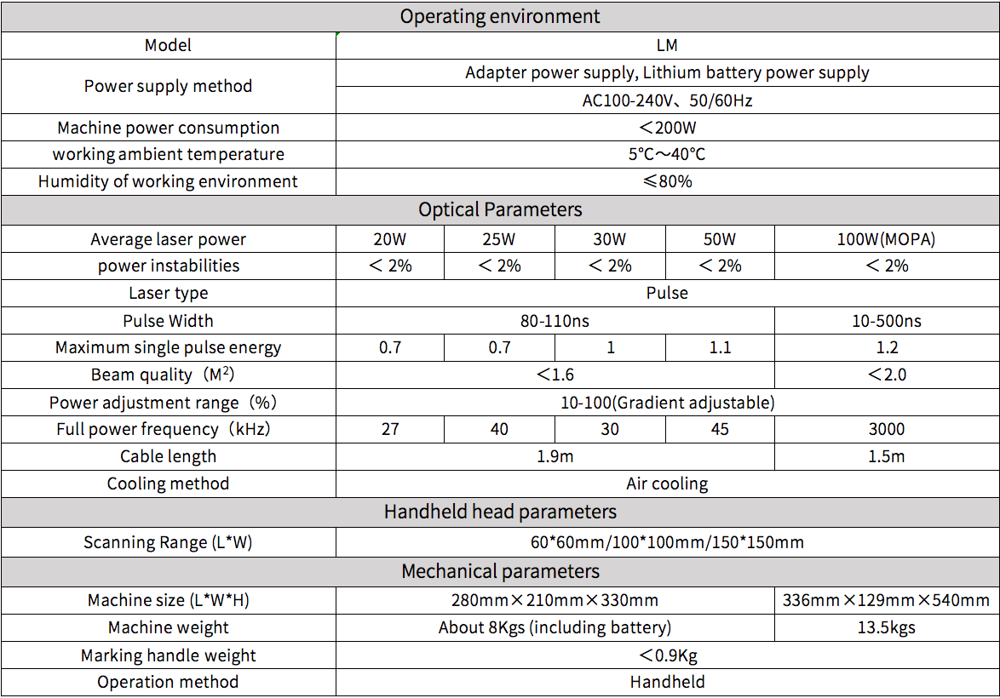 Operating environment
Model LM
Power supply method Adapter power supply, Lithium battery power supply
AC100-240V、50/60Hz
Machine power consumption ＜200W
working ambient temperature 5℃～40℃
Humidity of working environment ≤80%
Optical Parameters
Average laser power 20W 25W 30W 50W 100W(MOPA)
power instabilities ＜ 2% ＜ 2% ＜ 2% ＜ 2% ＜ 2%
Laser type Pulse
Pulse Width 80-110ns 10-500ns
Maximum single pulse energy 0.7 0.7 1 1.1 1.2
Beam quality（M²） ＜1.6 ＜2.0
Power adjustment range（%） 10-100(Gradient adjustable)
Full power frequency（kHz） 27 40 30 45 3000
Cable length 1.9m 1.5m
Cooling method Air cooling
Handheld head parameters
Scanning Range (L*W) 60*60mm/100*100mm/150*150mm
Mechanical parameters
Machine size (L*W*H) 280mm×210mm×330mm 336mm×129mm×540mm
Machine weight About 8Kgs (including battery) 13.5kgs
Marking handle weight ＜0.9Kg
Operation method Handheld